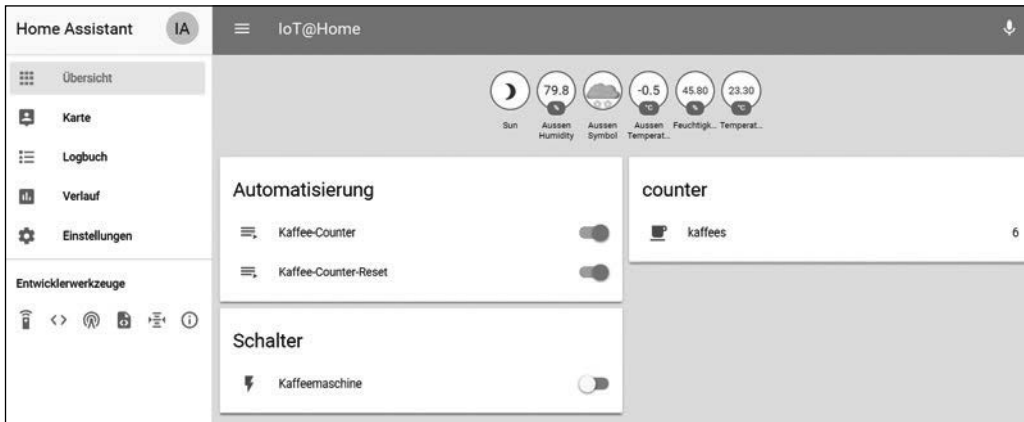 Home Assistant
IA
IoT@Home
Übersicht
Karte
Logbuch
Verlauf
Einstellungen
Entwicklerwerkzeuge
79.8
%
-0.5
°C
45.80
%
23.30
°C
Sun
Aussen
Humidity
Aussen
Symbol
Aussen
Temperat...
Feuchtigk...
Temperat...
Automatisierung
Kaffee-Counter
Kaffee-Counter-Reset
counter
kaffees
6
Schalter
Kaffeemaschine